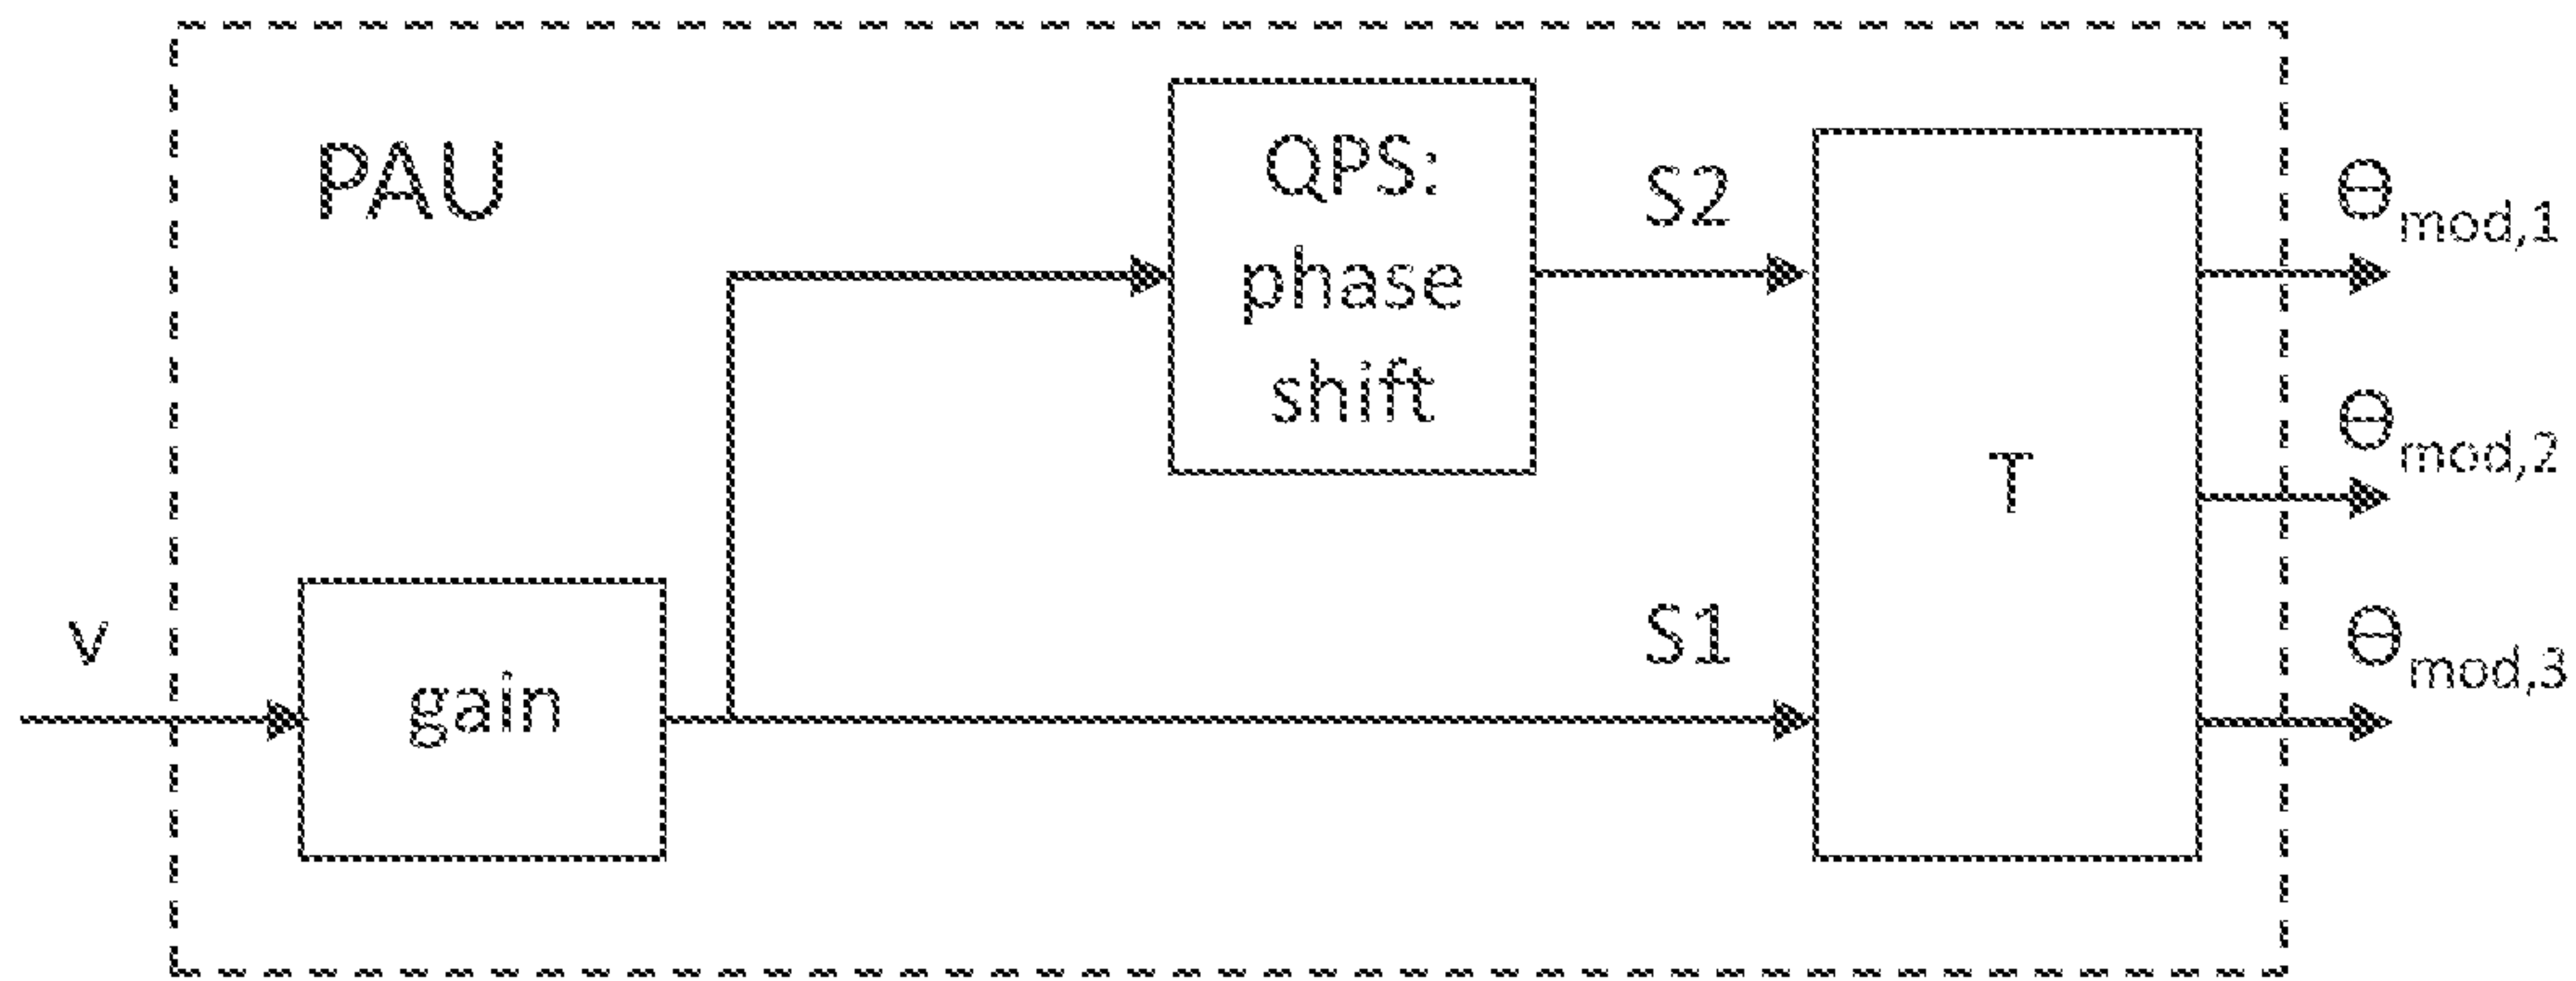 PAU
QPS:
phase
shift
S2
T
Θmod,1
Θmod,2
Θmod,3
v
gain
S1